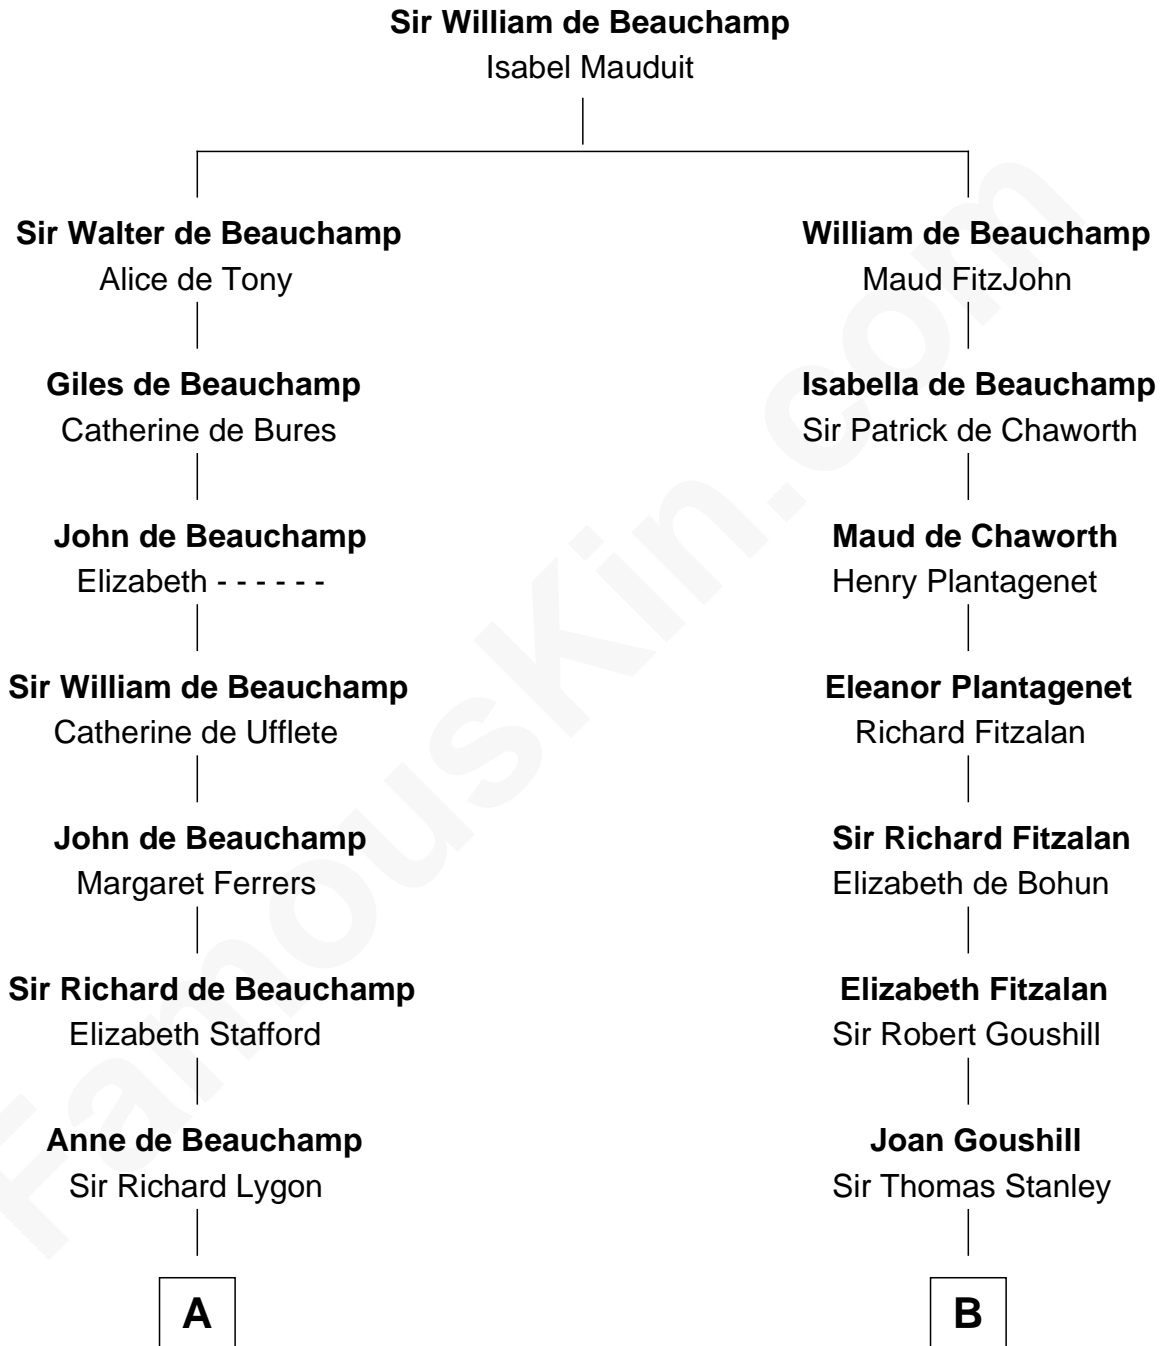 Sir William de Beauchamp
Isabel Mauduit
Sir Walter de Beauchamp
Alice de Tony
William de Beauchamp
Maud FitzJohn
Giles de Beauchamp
Catherine de Bures
Isabella de Beauchamp
Sir Patrick de Chaworth
John de Beauchamp
Elizabeth - - - - - -
Maud de Chaworth
Henry Plantagenet
Sir William de Beauchamp
Catherine de Ufflete
Eleanor Plantagenet
Richard Fitzalan
John de Beauchamp
Margaret Ferrers
Sir Richard Fitzalan
Elizabeth de Bohun
Sir Richard de Beauchamp
Elizabeth Stafford
Elizabeth Fitzalan
Sir Robert Goushill
Anne de Beauchamp
Sir Richard Lygon
Joan Goushill
Sir Thomas Stanley
A
B
FamousKin.com